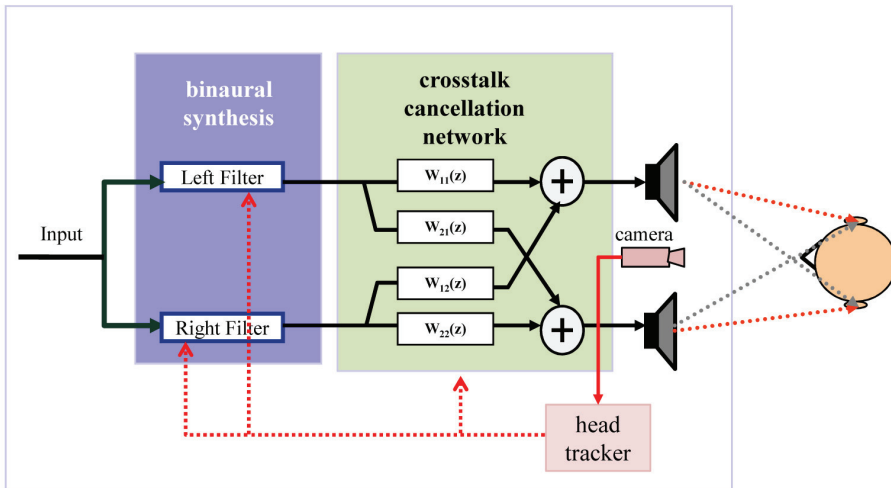 binaural
synthesis
crosstalk
cancellation
network
Left Filter
W11(z)
+
W21(z)
Input
camera
W12(z)
Right Filter
W22(z)
+
head
tracker